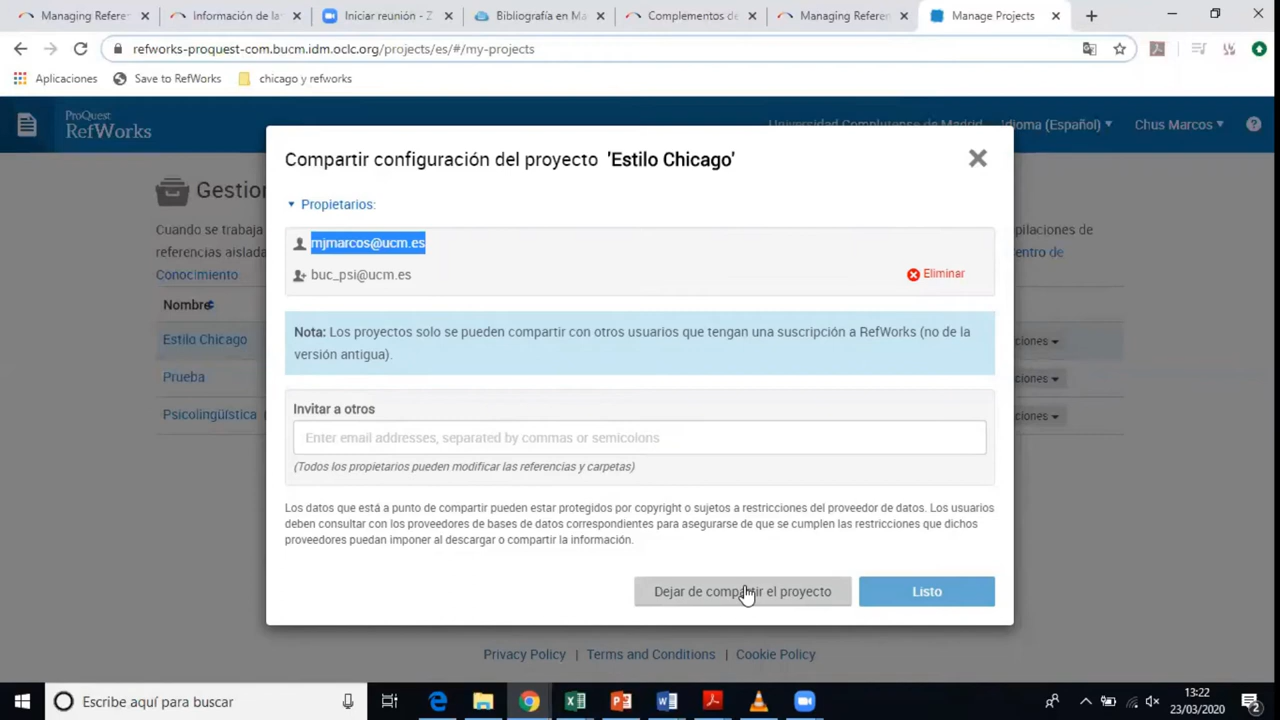 Managing Refere
Información de la
Iniciar reunión - Z
Bibliografía en Ma
Complementos de
Managing Referen
Manage Projects
refworks-proquest-com.bucm.idm.oclc.org/projects/es/#/my-projects
Aplicaciones
Save to RefWorks
chicago y refworks
ProQuest
RefWorks
Universidad Complutense de Madrid
Idioma (Español)
Chus Marcos
Compartir configuración del proyecto 'Estilo Chicago'
Gestion
Propietarios:
Cuando se trabaja
pilaciones de
referencias aislada
entro de
Conocimiento
mjmarcos@ucm.es
buc_psi@ucm.es
Eliminar
Nombre
Nota: Los proyectos solo se pueden compartir con otros usuarios que tengan una suscripción a RefWorks (no de la
versión antigua).
Estilo Chicago
ciones
Prueba
ciones
Psicolingüística
ciones
Invitar a otros
Enter email addresses, separated by commas or semicolons
(Todos los propietarios pueden modificar las referencias y carpetas)
Los datos que está a punto de compartir pueden estar protegidos por copyright o sujetos a restricciones del proveedor de datos. Los usuarios
deben consultar con los proveedores de bases de datos correspondientes para asegurarse de que se cumplen las restricciones que dichos
proveedores puedan imponer al descargar o compartir la información.
Dejar de compartir el proyecto
Listo
Privacy Policy | Terms and Conditions | Cookie Policy
Escribe aquí para buscar
13:22
23/03/2020
2